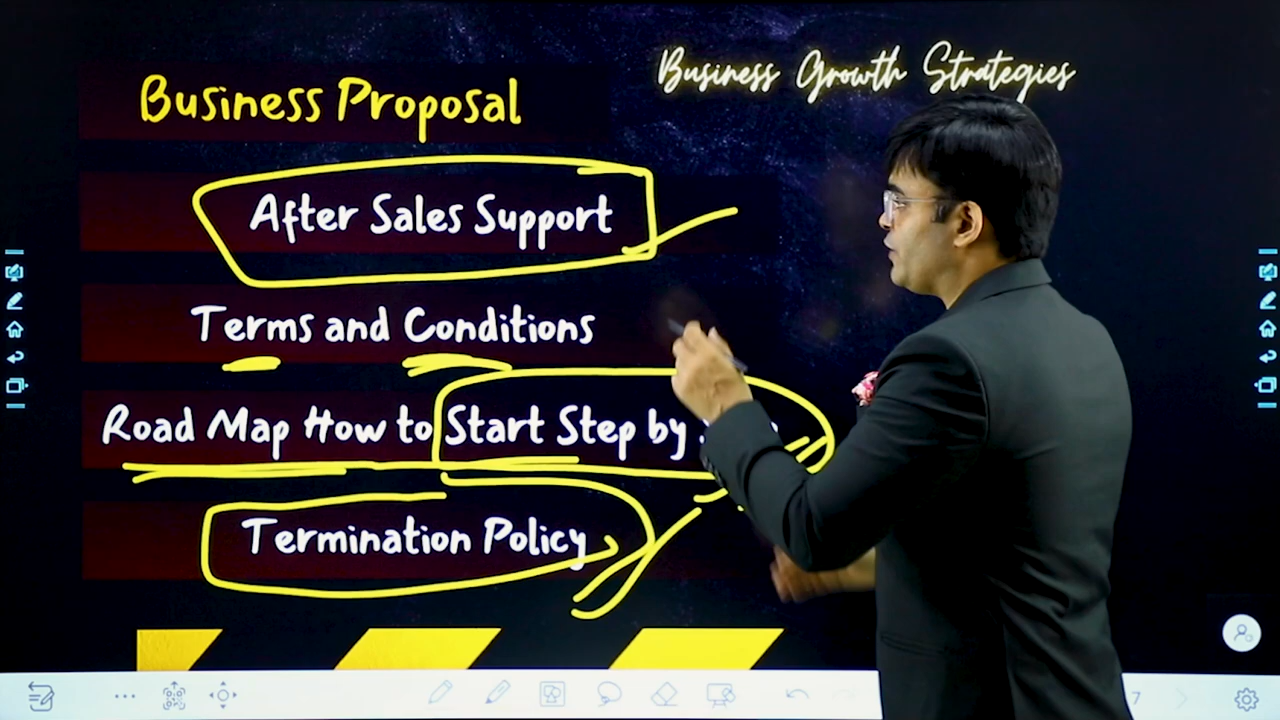 Business Growth Strategies
Business Proposal
After Sales Support
Terms and Conditions
Road Map How to Start Step by
Termination Policy
7